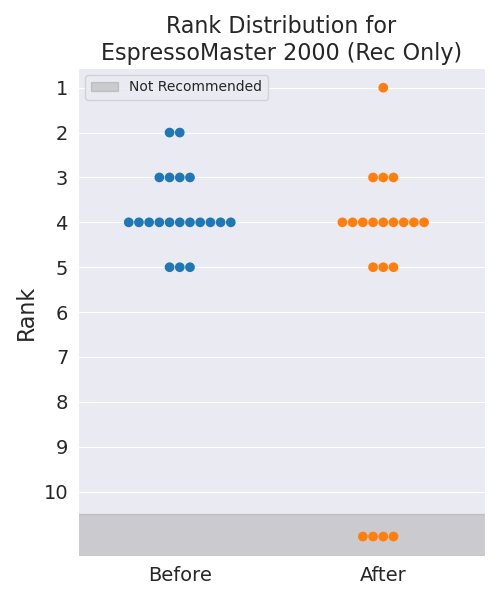 Rank Distribution for
EspressoMaster 2000 (Rec Only)
Not Recommended
Rank
1
2
3
4
5
6
7
8
9
10
Before After